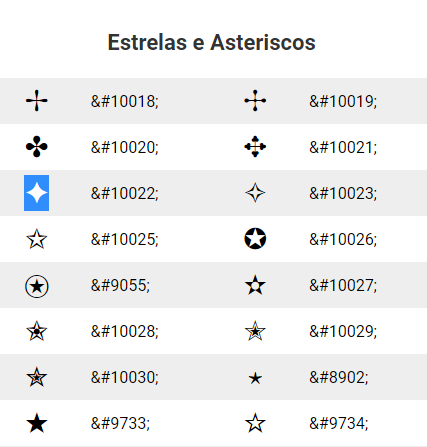 Estrelas e Asteriscos
✢ &#10018; ✣ &#10019;
✤ &#10020; ✥ &#10021;
✦ &#10022; ✧ &#10023;
✩ &#10025; ✪ &#10026;
⍟ &#9055; ✫ &#10027;
✬ &#10028; ✭ &#10029;
✮ &#10030; ⋆ &#8902;
★ &#9733; ☆ &#9734;